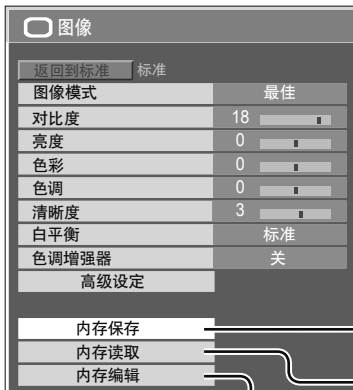 图像
返回到标准 标准
图像模式 最佳
对比度 18
亮度 0
色彩 0
色调 0
清晰度 3
白平衡 标准
色调增强器 关
高级设定
内存保存
内存读取
内存编辑